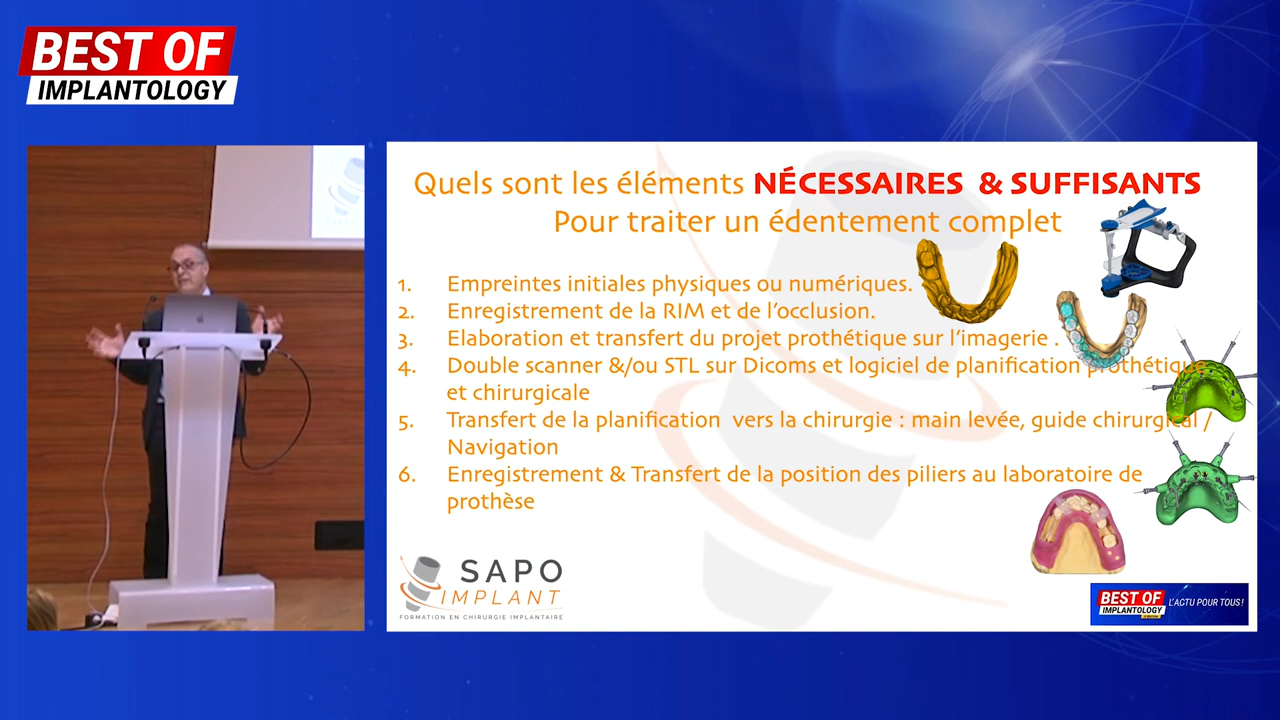 BEST OF
IMPLANTOLOGY
Quels sont les éléments NÉCESSAIRES & SUFFISANTS
Pour traiter un édentement complet
1. Empreintes initiales physiques ou numériques.
2. Enregistrement de la RIM et de l'occlusion.
3. Elaboration et transfert du projet prothétique sur l'imagerie .
4. Double scanner &/ou STL sur Dicoms et logiciel de planification prothétique
et chirurgicale
5. Transfert de la planification vers la chirurgie : main levée, guide chirurgical /
Navigation
6. Enregistrement & Transfert de la position des piliers au laboratoire de
prothèse
SAPO
IMPLANT
FORMATION EN CHIRURGIE IMPLANTAIRE
BEST OF
IMPLANTOLOGY
L'ACTU POUR TOUS !